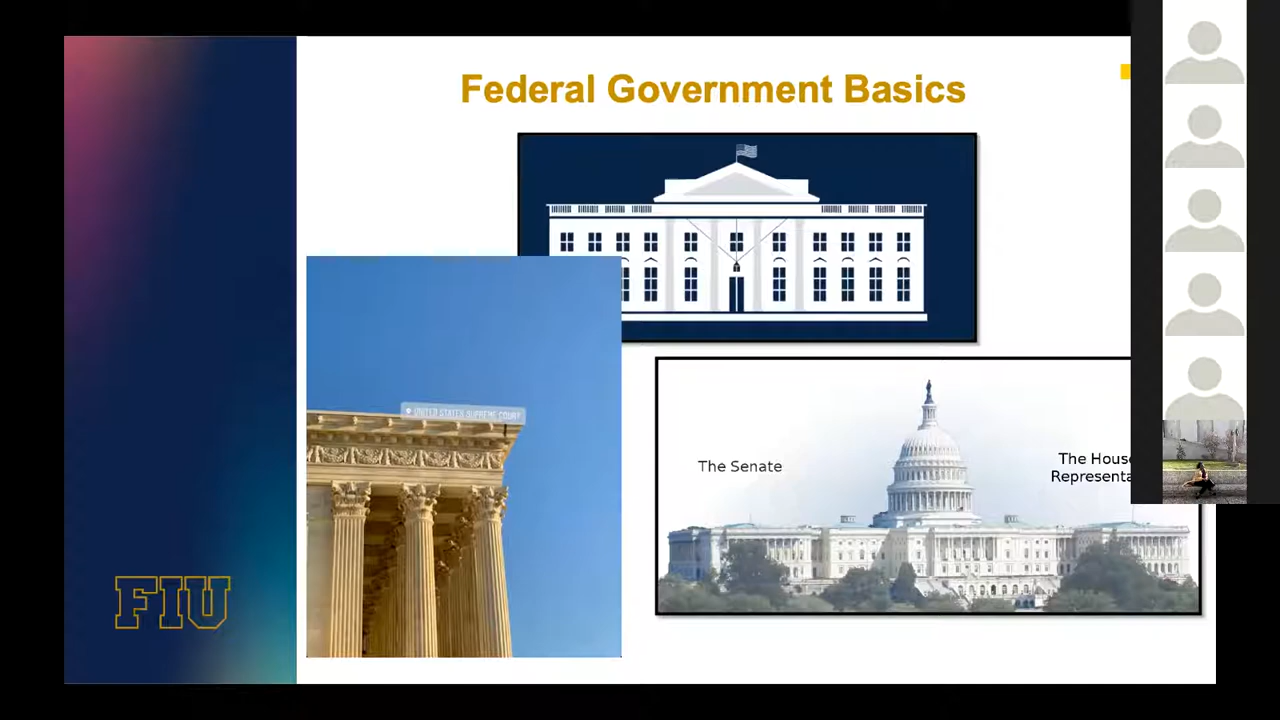 Federal Government Basics
UNITED STATES SUPREME COURT
The Senate
The House
Representa
FIU